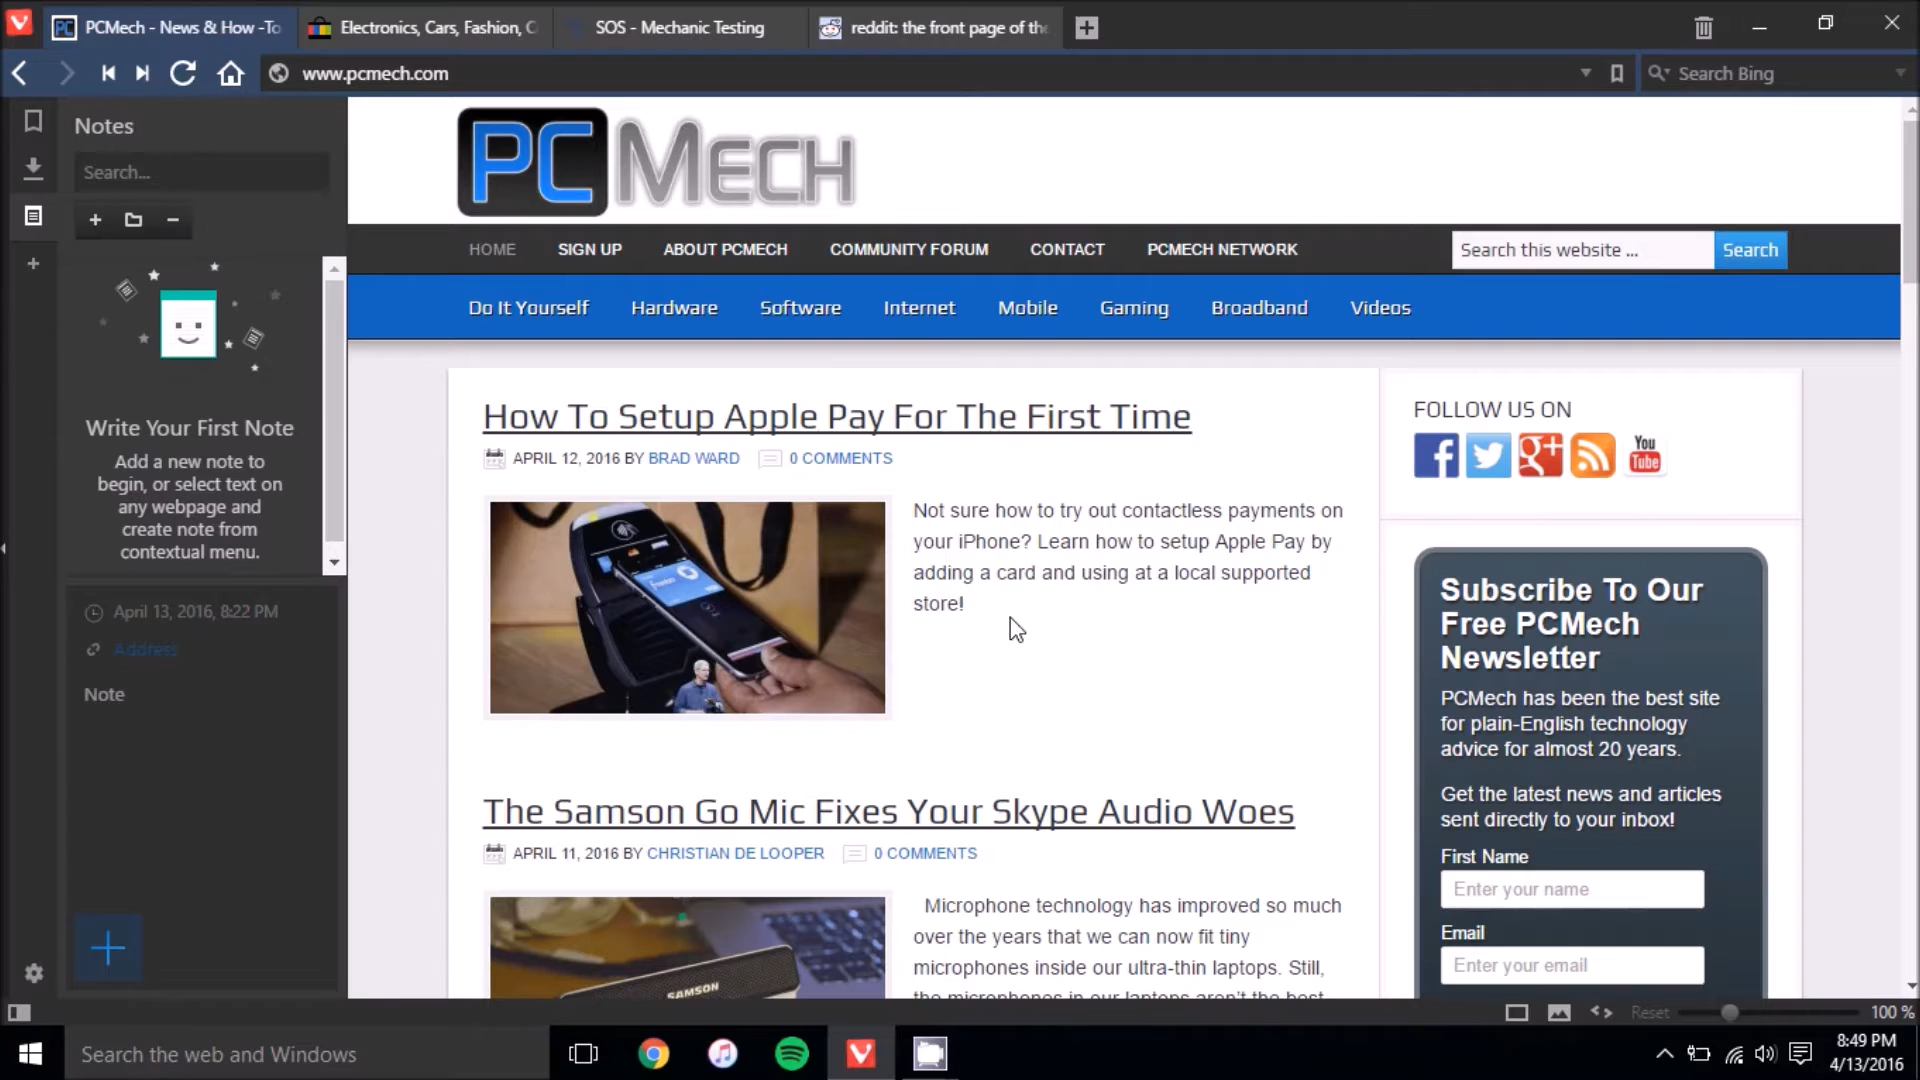 PCMech - News & How -To
Electronics, Cars, Fashion, C
SOS - Mechanic Testing
reddit: the front page of the
www.pcmech.com
Search Bing
Notes
Search...
Write Your First Note
Add a new note to
begin, or select text on
any webpage and
create note from
contextual menu.
April 13, 2016, 8:22 PM
Address
Note
PC MECH
HOME
SIGN UP
ABOUT PCMECH
COMMUNITY FORUM
CONTACT
PCMECH NETWORK
Search this website ...
Search
Do It Yourself
Hardware
Software
Internet
Mobile
Gaming
Broadband
Videos
How To Setup Apple Pay For The First Time
APRIL 12, 2016 BY BRAD WARD
0 COMMENTS
Not sure how to try out contactless payments on
your iPhone? Learn how to setup Apple Pay by
adding a card and using at a local supported
store!
The Samson Go Mic Fixes Your Skype Audio Woes
APRIL 11, 2016 BY CHRISTIAN DE LOOPER
0 COMMENTS
SAMSON
Microphone technology has improved so much
over the years that we can now fit tiny
microphones inside our ultra-thin laptops. Still,
the microphones in our laptops aren't the best
FOLLOW US ON
You
Tube
Subscribe To Our
Free PCMech
Newsletter
PCMech has been the best site
for plain-English technology
advice for almost 20 years.
Get the latest news and articles
sent directly to your inbox!
First Name
Enter your name
Email
Enter your email
Reset
100 %
Search the web and Windows
8:49 PM
4/13/2016